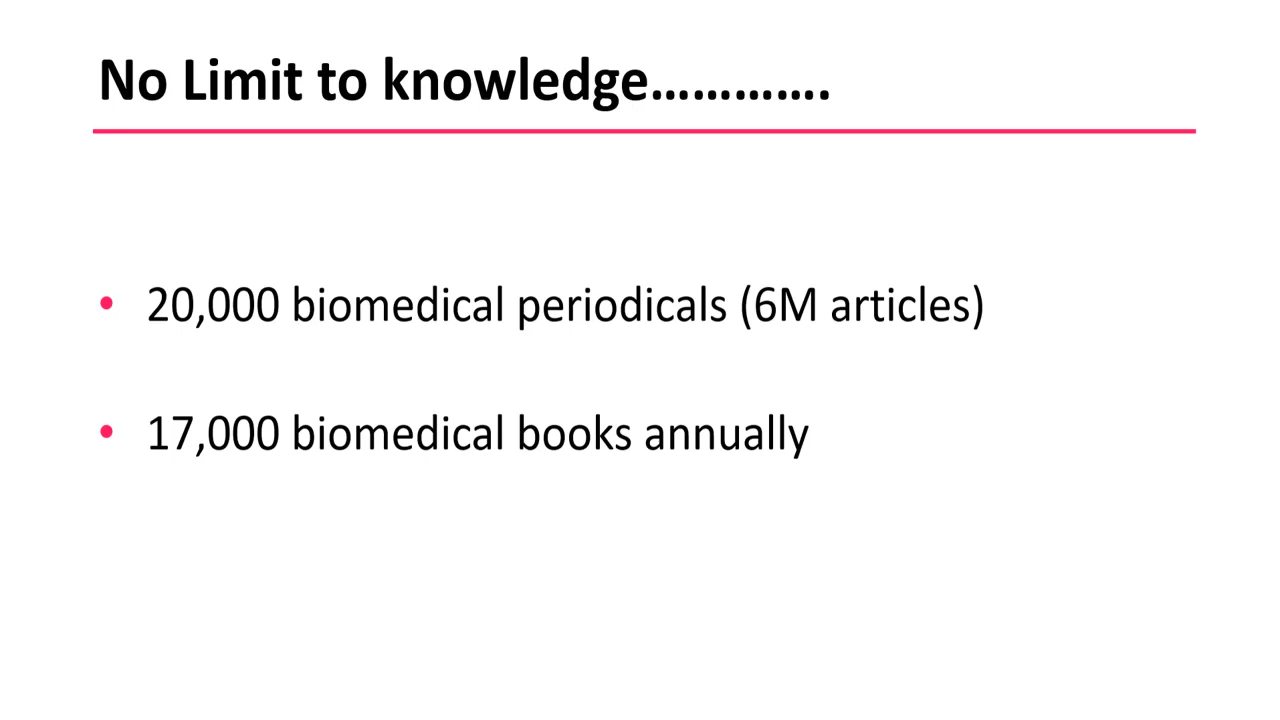 No Limit to knowledge………….
• 20,000 biomedical periodicals (6M articles)
• 17,000 biomedical books annually